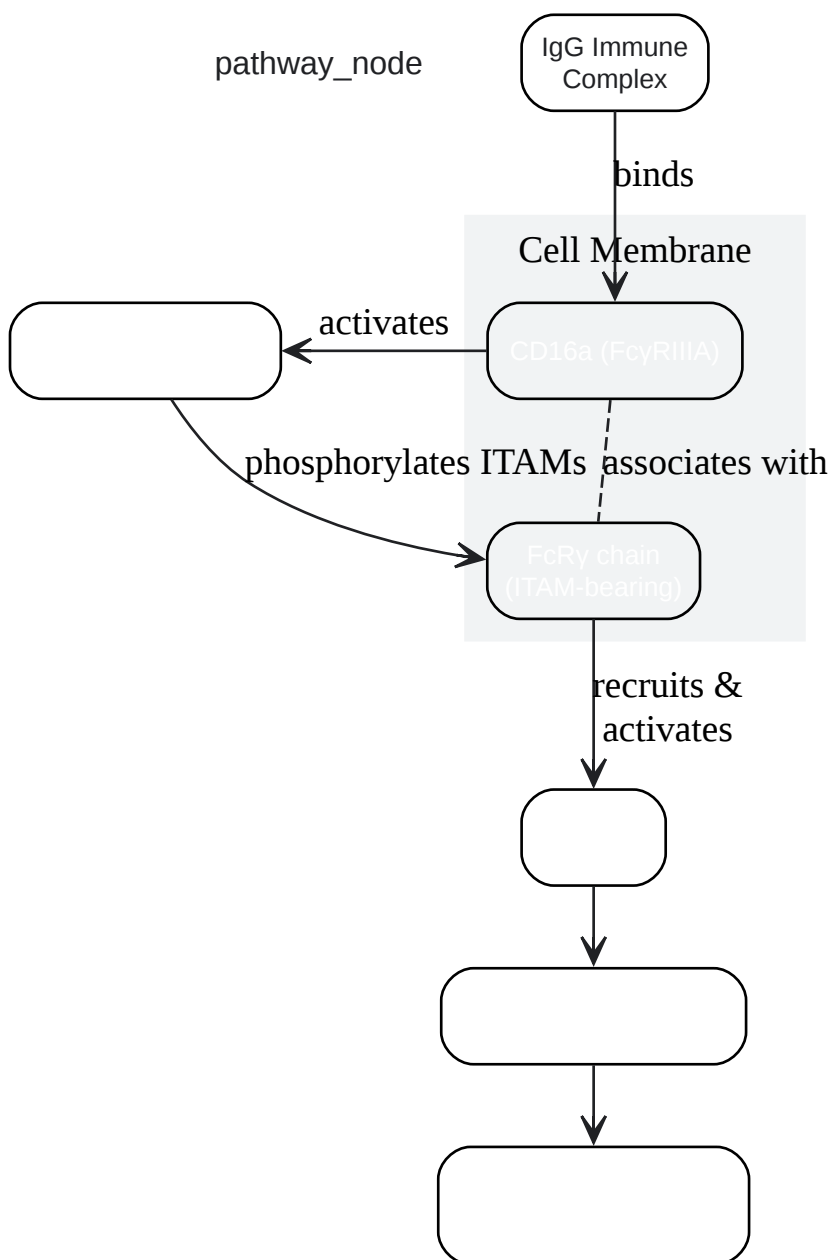 pathway_node
IgG Immune
Complex
binds
Cell Membrane
activates
CD16a (FcγRIIIA)
phosphorylates ITAMs
associates with
FcRγ chain
(ITAM-bearing)
recruits &
activates